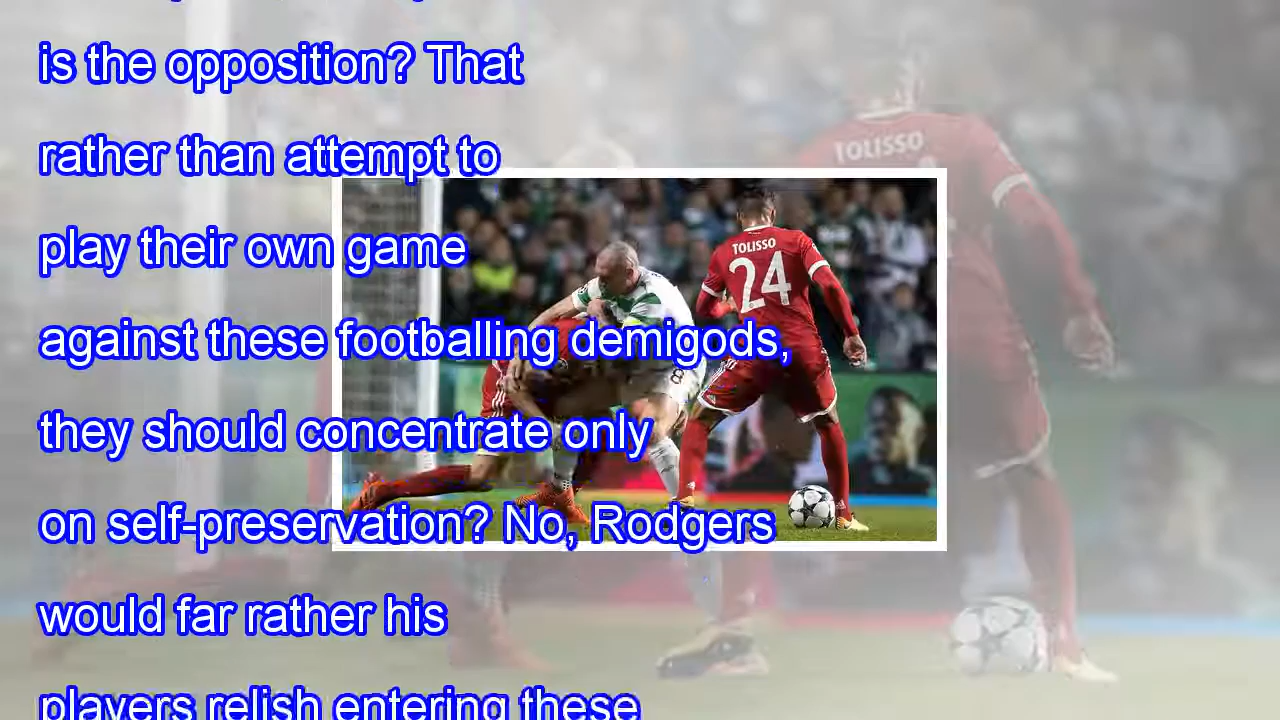 is the opposition? That
rather than attempt to
play their own game
against these footballing demigods,
they should concentrate only
on self-preservation? No, Rodgers
would far rather his
players relish entering these
TOLISSO
24
8
TOLISSO